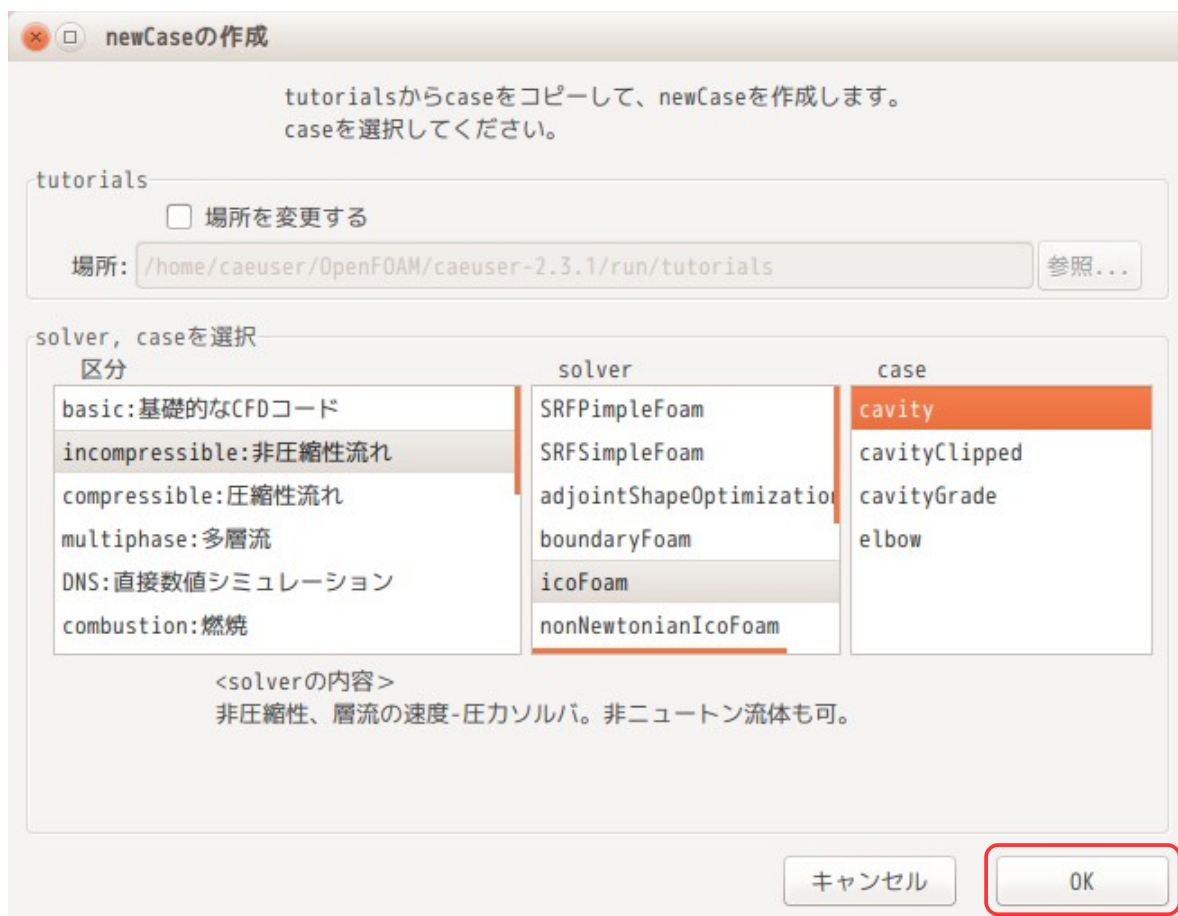 newCaseの作成
tutorialsからcaseをコピーして、newCaseを作成します。
caseを選択してください。
tutorials
場所を変更する
場所: /home/caeuser/OpenFOAM/caeuser-2.3.1/run/tutorials 参照...
solver, caseを選択
区分 solver case
basic:基礎的なCFDコード SRFPimpleFoam cavity
incompressible:非圧縮性流れ SRFSimpleFoam cavityClipped
compressible:圧縮性流れ adjointShapeOptimization cavityGrade
multiphase:多層流 boundaryFoam elbow
DNS:直接数値シミュレーション icoFoam
combustion:燃焼 nonNewtonianIcoFoam
<solverの内容>
非圧縮性、層流の速度-圧力ソルバ。非ニュートン流体も可。
キャンセル OK